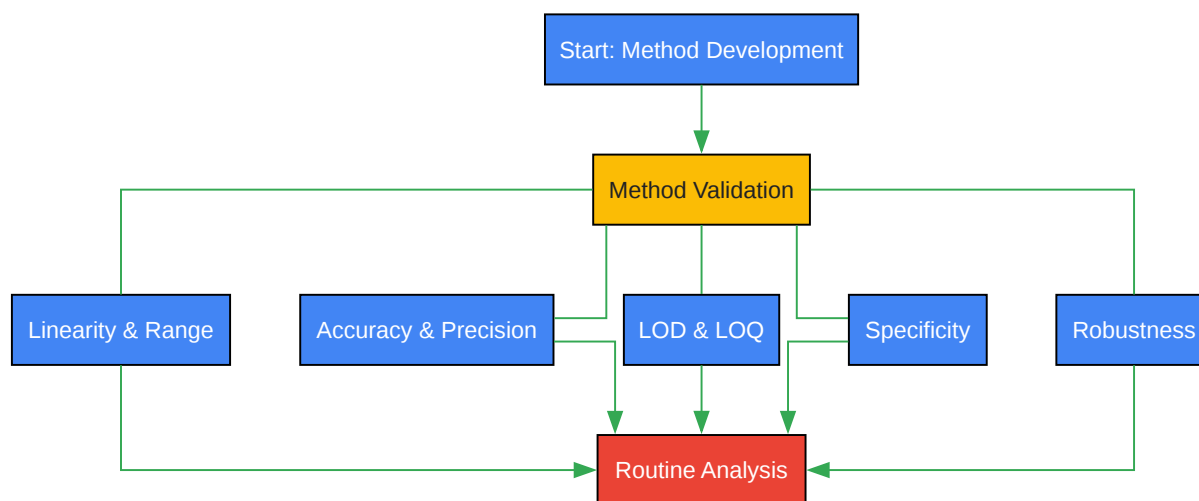 Start: Method Development
Method Validation
Linearity & Range
Accuracy & Precision
LOD & LOQ
Specificity
Robustness
Routine Analysis